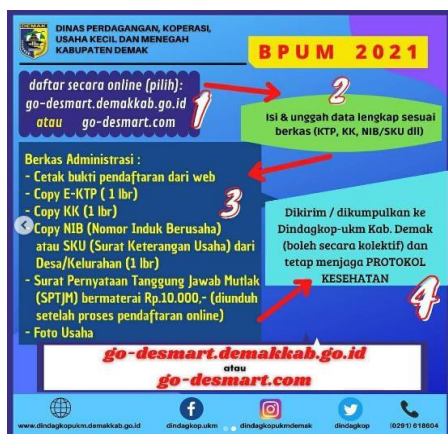 DINAS PERDAGANGAN, KOPERASI,
USAHA KECIL DAN MENEGAH
KABUPATEN DEMAK
BPUM 2021
daftar secara online (pilih):
go-desmart.demakkab.go.id
atau go-desmart.com
1
2
Isi & unggah data lengkap sesuai
berkas (KTP, KK, NIB/SKU dll)
Berkas Administrasi :
- Cetak bukti pendaftaran dari web
- Copy E-KTP ( 1 lbr)
- Copy KK (1 lbr)
- Copy NIB (Nomor Induk Berusaha)
atau SKU (Surat Keterangan Usaha) dari
Desa/Kelurahan (1 lbr)
- Surat Pernyataan Tanggung Jawab Mutlak
(SPTJM) bermaterai Rp.10.000,- (diunduh
setelah proses pendaftaran online)
- Foto Usaha
3
Dikirim / dikumpulkan ke
Dindagkop-ukm Kab. Demak
(boleh secara kolektif) dan
tetap menjaga PROTOKOL
KESEHATAN
4
go-desmart.demakkab.go.id
atau
go-desmart.com
www.dindagkopukm.demakkab.go.id
dindagkop.ukm
dindagkopukmdemak
dindagkop
(0291) 618604